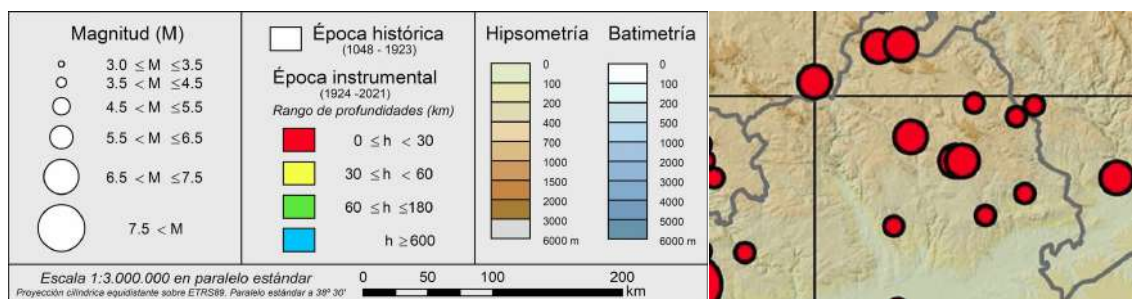 Magnitud (M)
3.0 ≤ M ≤3.5
3.5 < M ≤4.5
4.5 < M ≤5.5
5.5 < M ≤6.5
6.5 < M ≤7.5
7.5 < M
Época histórica
(1048 - 1923)
Época instrumental
(1924 -2021)
Rango de profundidades (km)
0 ≤ h < 30
30 ≤ h < 60
60 ≤ h ≤180
h ≥600
Hipsometría
0
100
200
400
700
1000
1500
2000
3000
6000 m
Batimetría
0
100
200
500
1000
2000
3000
4000
5000
6000 m
Escala 1:3.000.000 en paralelo estándar
Proyección cilíndrica equidistante sobre ETRS89. Paralelo estándar a 38º 30'
0 50 100 200
km